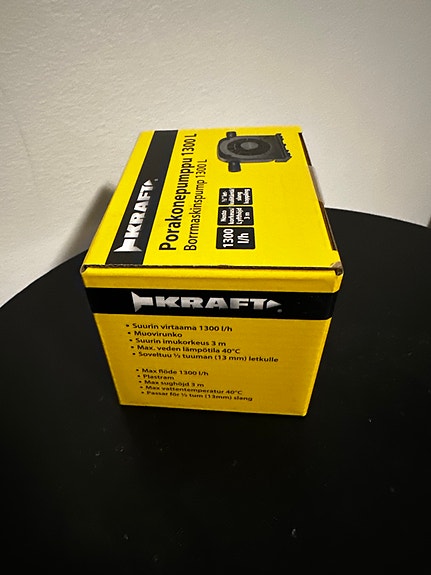 KRAFT
Porakonepumppu 1300 L
Borrmaskinspump 1300 L
1300
l/h
3 m
KRAFT
• Suurin virtaama 1300 l/h
• Muovirunko
• Suurin imukorkeus 3 m
• Max. veden lämpötila 40°C
• Soveltuu ½ tuuman (13 mm) letkulle
• Max flöde 1300 l/h
• Plastram
• Max sughöjd 3 m
• Max vattentemperatur 40°C
• Passar för ½ tum (13mm) slang